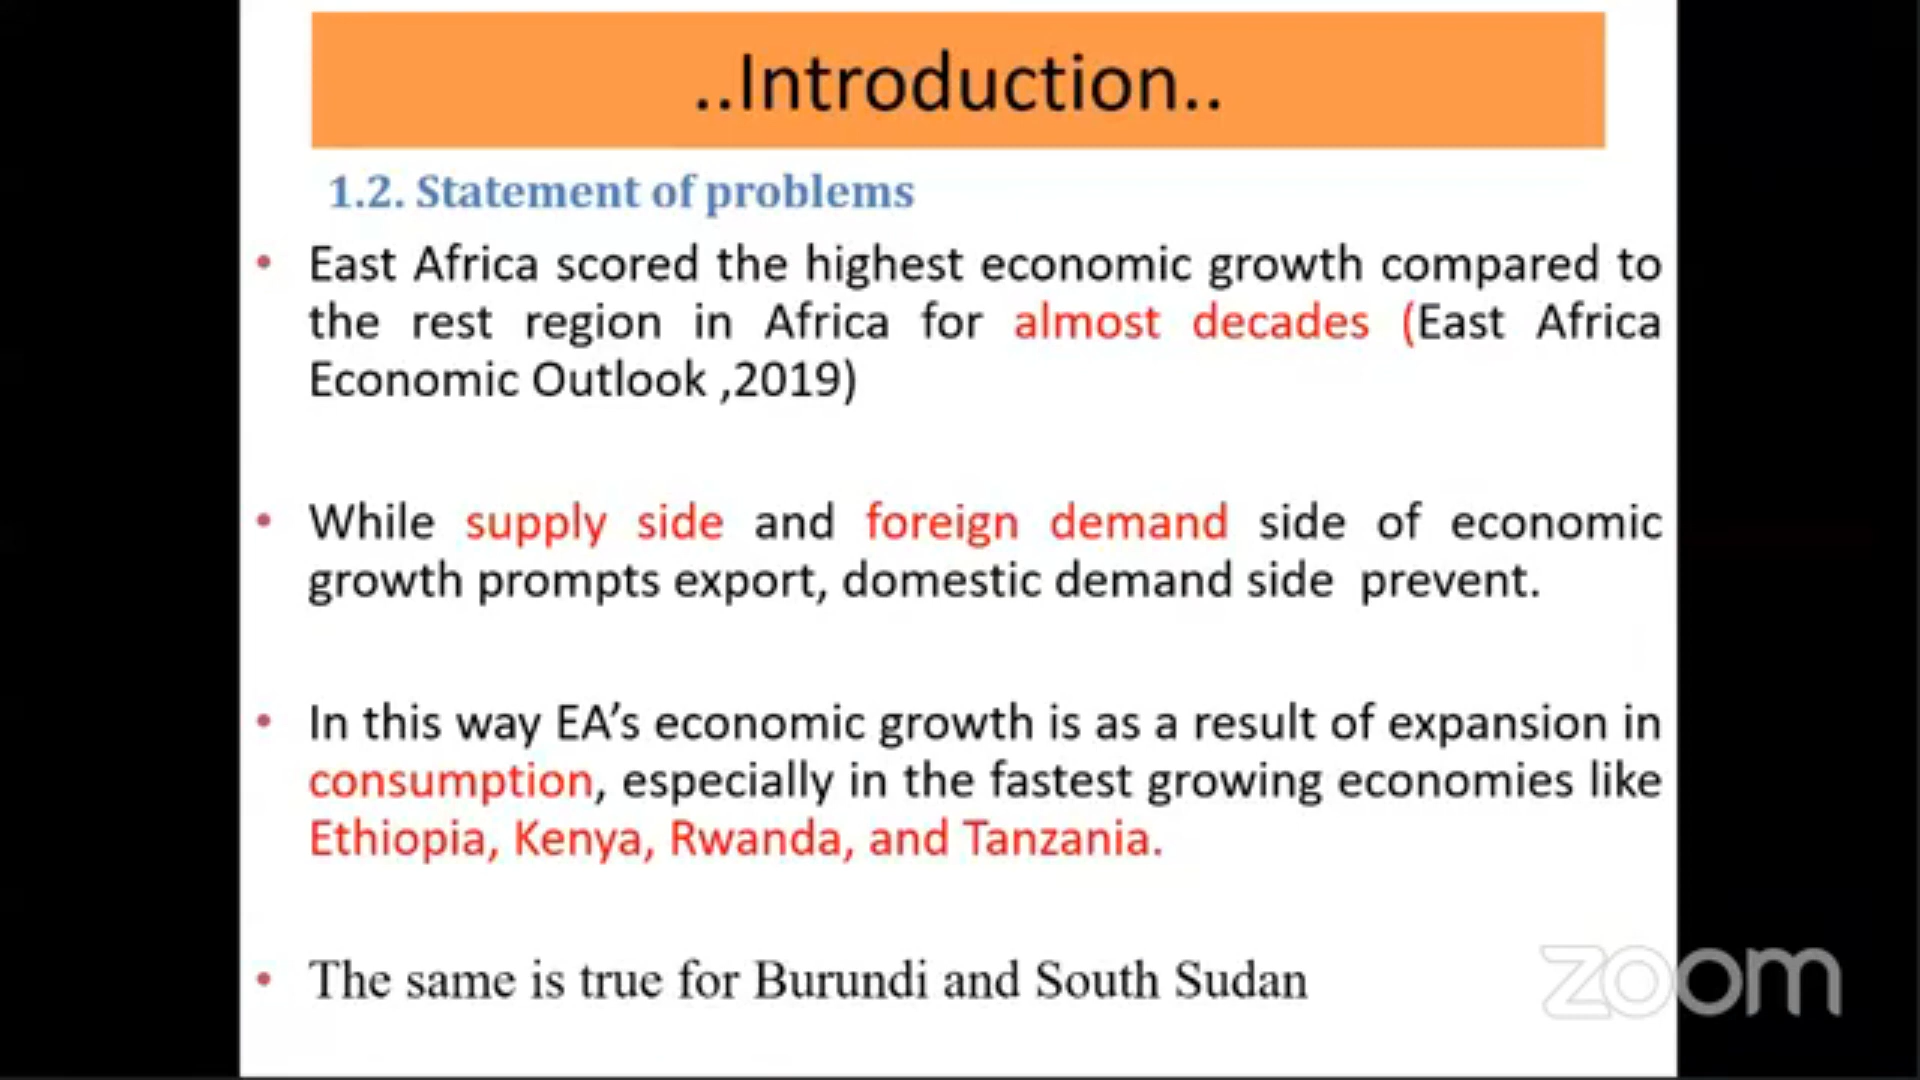 ..Introduction..
1.2. Statement of problems
• East Africa scored the highest economic growth compared to
the rest region in Africa for almost decades (East Africa
Economic Outlook ,2019)
• While supply side and foreign demand side of economic
growth prompts export, domestic demand side prevent.
• In this way EA’s economic growth is as a result of expansion in
consumption, especially in the fastest growing economies like
Ethiopia, Kenya, Rwanda, and Tanzania.
• The same is true for Burundi and South Sudan
zoom